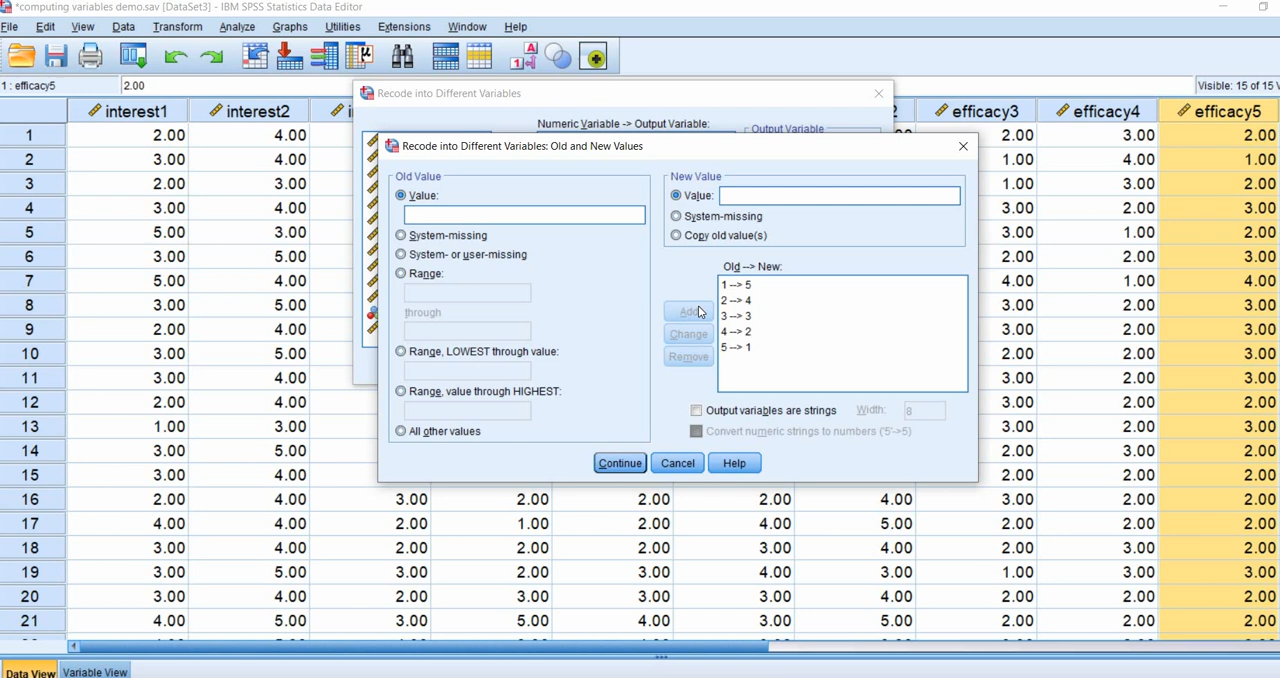 *computing variables demo.sav [DataSet3] - IBM SPSS Statistics Data Editor
File Edit View Data Transform Analyze Graphs Utilities Extensions Window Help
1 : efficacy5 2.00 Visible: 15 of 15 V
Recode into Different Variables
Numeric Variable -> Output Variable:
Output Variable
Recode into Different Variables: Old and New Values
Old Value
Value:
System-missing
System- or user-missing
Range:
through
Range, LOWEST through value:
Range, value through HIGHEST:
All other values
New Value
Value:
System-missing
Copy old value(s)
Old --> New:
1 --> 5
2 --> 4
3 --> 3
4 --> 2
5 --> 1
Add
Change
Remove
Output variables are strings Width: 8
Convert numeric strings to numbers ('5'->5)
Continue Cancel Help
interest1 interest2 efficacy3 efficacy4 efficacy5
1 2.00 4.00 2.00 3.00 2.00
2 3.00 4.00 1.00 4.00 1.00
3 2.00 3.00 1.00 3.00 2.00
4 3.00 4.00 3.00 2.00 3.00
5 5.00 3.00 3.00 1.00 2.00
6 3.00 5.00 2.00 2.00 3.00
7 5.00 4.00 4.00 1.00 4.00
8 3.00 5.00 3.00 2.00 3.00
9 2.00 4.00 3.00 2.00 3.00
10 3.00 5.00 2.00 2.00 3.00
11 3.00 4.00 3.00 2.00 3.00
12 2.00 4.00 3.00 2.00 2.00
13 1.00 3.00 2.00 2.00 3.00
14 3.00 5.00 3.00 3.00 2.00
15 3.00 4.00 2.00 3.00 2.00
16 2.00 4.00 3.00 2.00 2.00 2.00 4.00 3.00 2.00 2.00
17 4.00 4.00 2.00 1.00 2.00 4.00 5.00 2.00 2.00 2.00
18 3.00 4.00 2.00 2.00 2.00 3.00 4.00 2.00 3.00 2.00
19 3.00 5.00 3.00 2.00 3.00 4.00 3.00 1.00 3.00 3.00
20 3.00 4.00 2.00 3.00 3.00 3.00 4.00 2.00 2.00 2.00
21 4.00 5.00 3.00 5.00 4.00 3.00 5.00 2.00 2.00 2.00
Data View Variable View